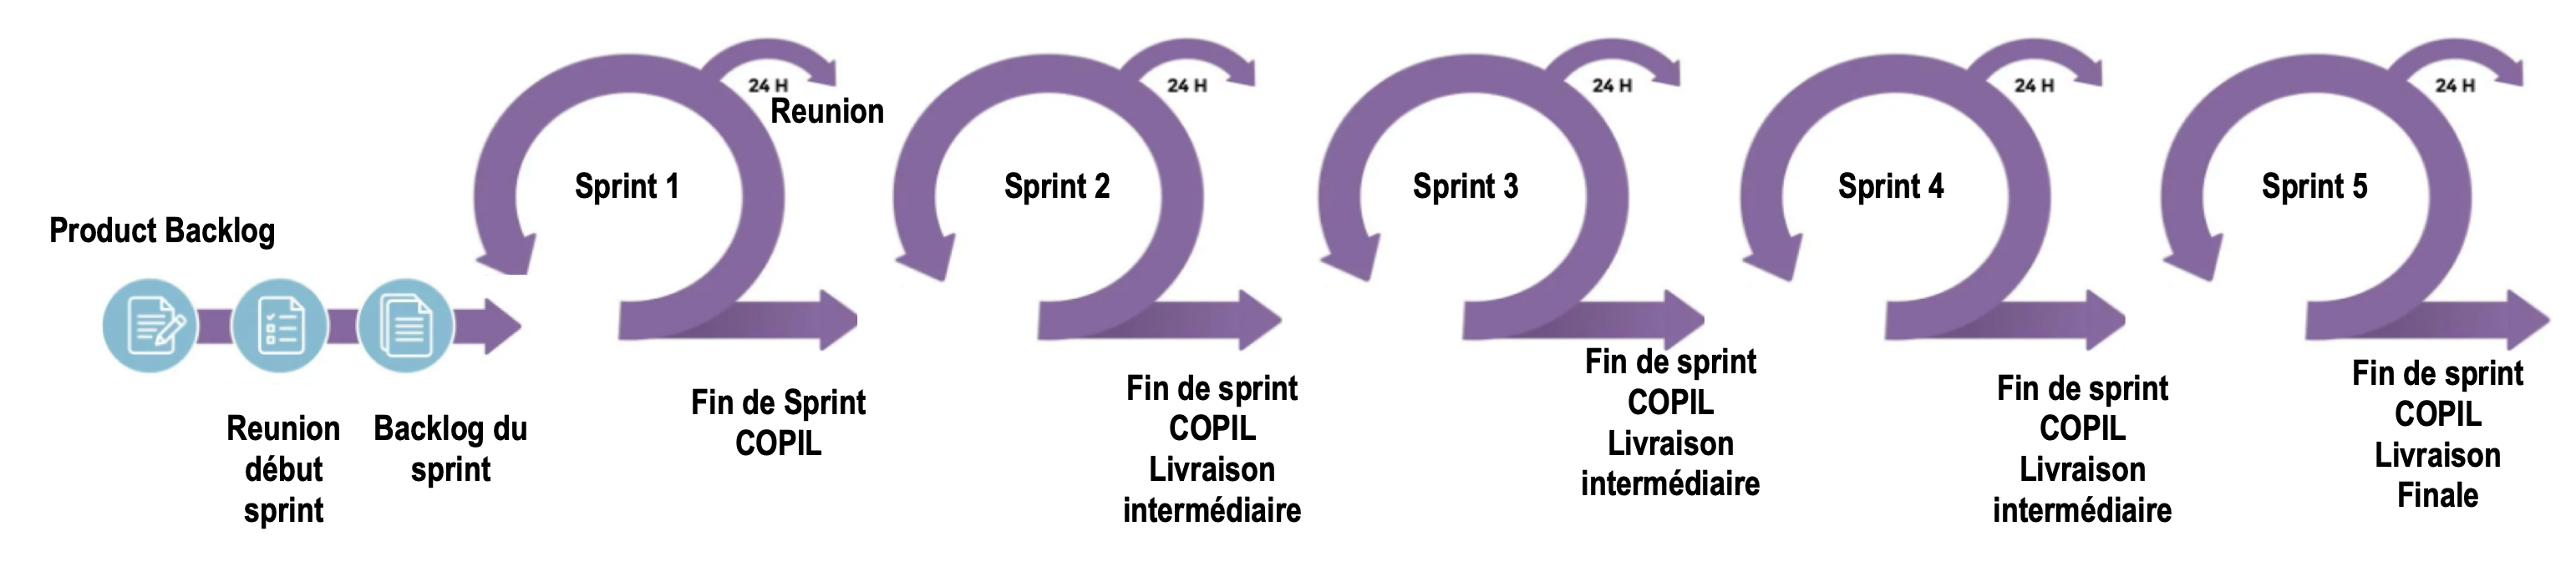 Product Backlog
Reunion
début
sprint
Backlog du
sprint
Sprint 1
24 H
Reunion
Fin de Sprint
COPIL
Sprint 2
24 H
Fin de sprint
COPIL
Livraison
intermédiaire
Sprint 3
24 H
Fin de sprint
COPIL
Livraison
intermédiaire
Sprint 4
24 H
Fin de sprint
COPIL
Livraison
intermédiaire
Sprint 5
24 H
Fin de sprint
COPIL
Livraison
Finale